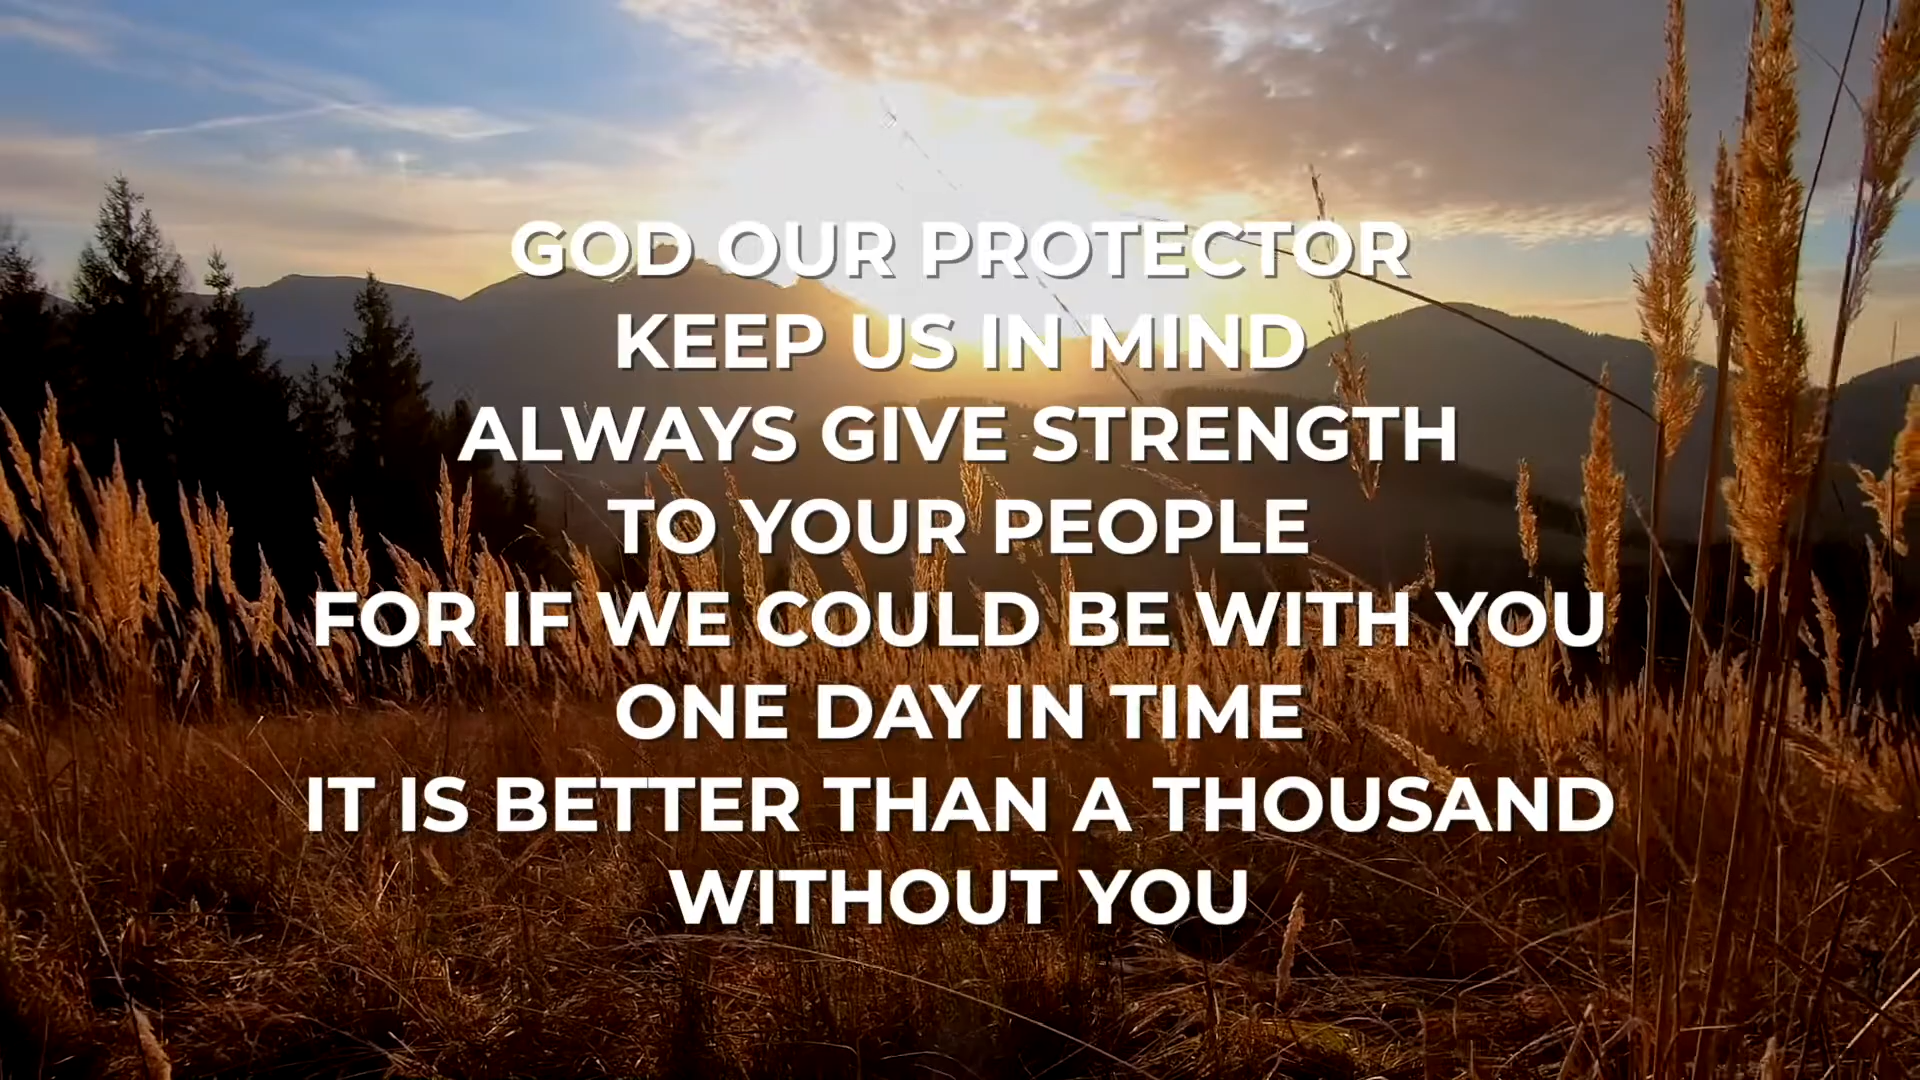 GOD OUR PROTECTOR
KEEP US IN MIND
ALWAYS GIVE STRENGTH
TO YOUR PEOPLE
FOR IF WE COULD BE WITH YOU
ONE DAY IN TIME
IT IS BETTER THAN A THOUSAND
WITHOUT YOU